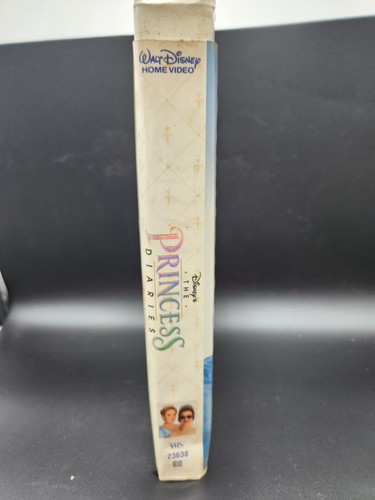 WALT DISNEY
HOME VIDEO
Disney's
• THE •
PRINCESS
DIARIES
VHS
23638